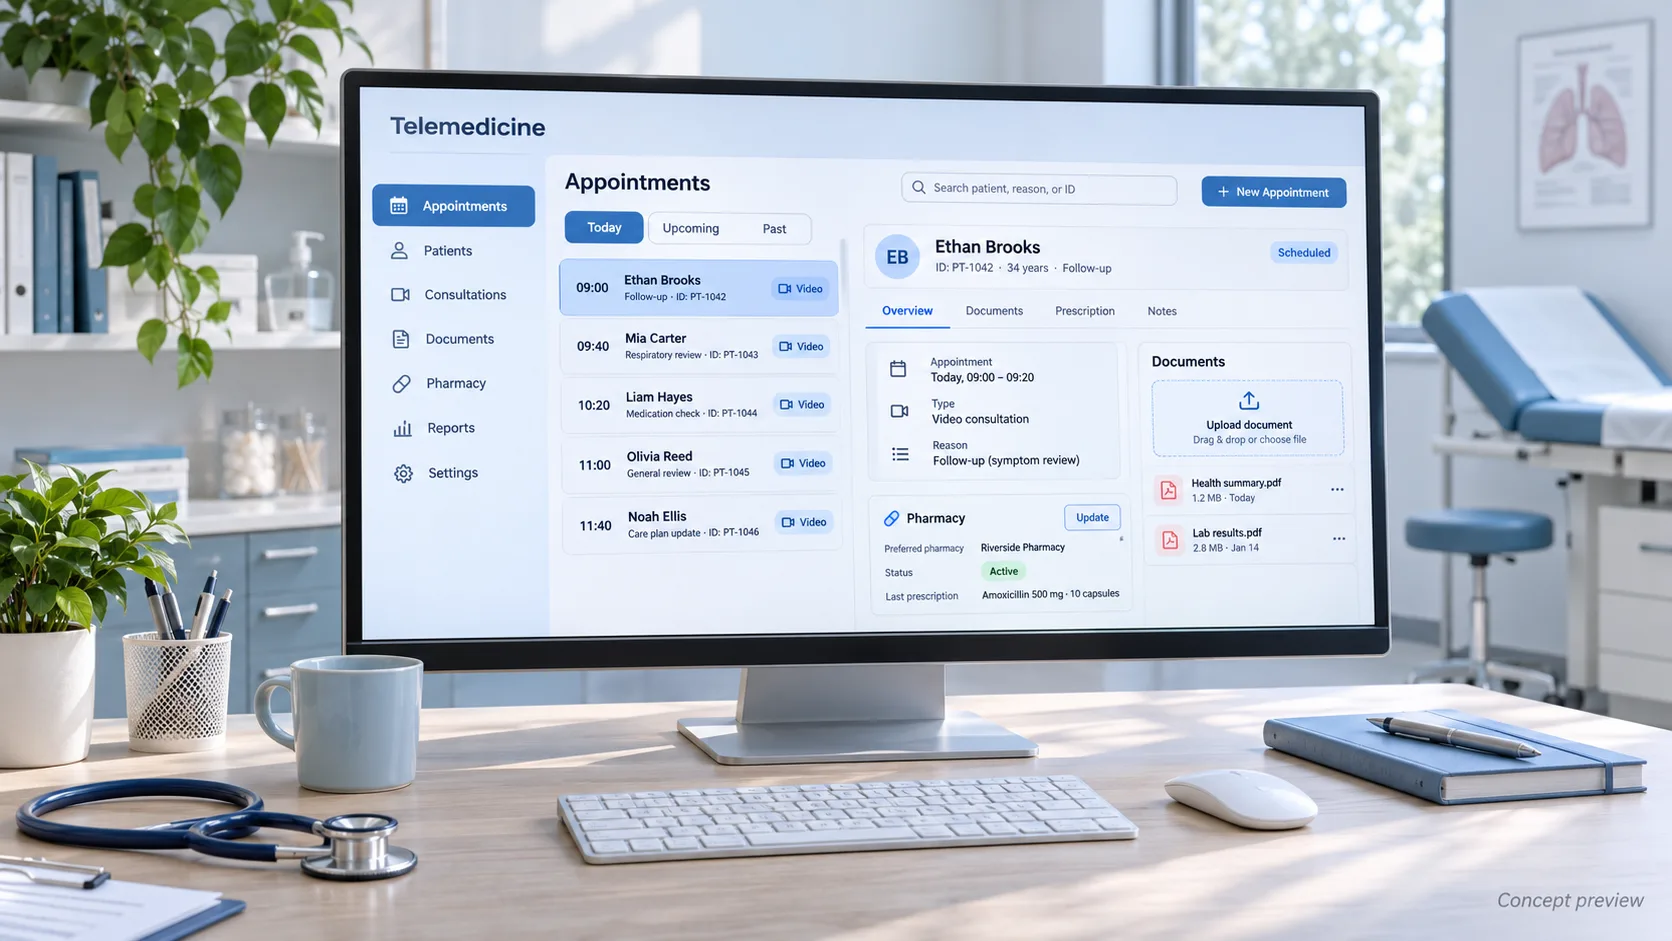 Telemedicine
Appointments
Patients
Consultations
Documents
Pharmacy
Reports
Settings
Appointments
Search patient, reason, or ID
+ New Appointment
Today
Upcoming
Past
09:00
Ethan Brooks
Follow-up · ID: PT-1042
Video
09:40
Mia Carter
Respiratory review · ID: PT-1043
Video
10:20
Liam Hayes
Medication check · ID: PT-1044
Video
11:00
Olivia Reed
General review · ID: PT-1045
Video
11:40
Noah Ellis
Care plan update · ID: PT-1046
Video
EB
Ethan Brooks
ID: PT-1042 · 34 years · Follow-up
Scheduled
Overview
Documents
Prescription
Notes
Appointment
Today, 09:00 – 09:20
Type
Video consultation
Reason
Follow-up (symptom review)
Pharmacy
Update
Preferred pharmacy
Riverside Pharmacy
Status
Active
Last prescription
Amoxicillin 500 mg · 10 capsules
Documents
Upload document
Drag & drop or choose file
Health summary.pdf
1.2 MB · Today
Lab results.pdf
2.8 MB · Jan 14
Concept preview